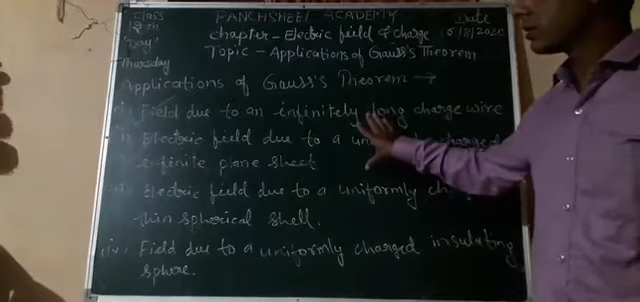 class
PANCHSHEEL ACADEMY
Date
12th
chapter - Electric field & charge
6/8/2020
Day:
Topic - Applications of Gauss's Theorem
Thursday
Applications of Gauss's Theorem →
(i) Field due to an infinitely long charge wire
Electric field due to a charged
infinite plane sheet
Electric field due to a uniformly
thin spherical shell.
(iv) Field due to a uniformly charged insulating
sphere.